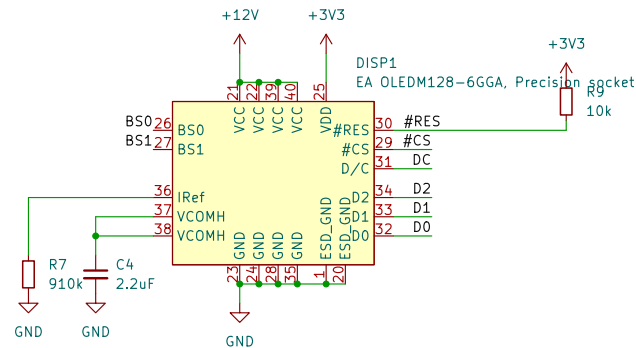 +12V
+3V3
+3V3
DISP1
EA OLEDM128-6GGA, Precision socket
R9
10k
21
22
39
40
25
VCC
VCC
VCC
VCC
VDD
BS0
26
BS0
#RES
30
#RES
BS1
27
BS1
#CS
29
#CS
D/C
31
DC
36
IRef
D2
34
D2
37
VCOMH
D1
33
D1
38
VCOMH
D0
32
D0
GND
GND
GND
GND
ESD_GND
ESD_GND
23
24
28
35
1
20
R7
910k
C4
2.2uF
GND
GND
GND